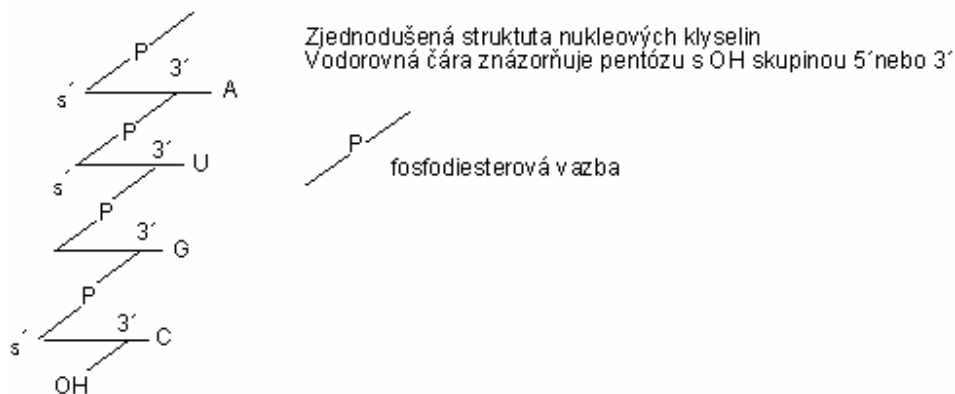 Zjednodušená struktuta nukleových klyselin
Vodorovná čára znázorňuje pentózu s OH skupinou 5´nebo 3´
P
3´
s´
A
P
P
3´
U
fosfodiesterová vazba
s´
P
3´
G
P
3´
s´
C
OH